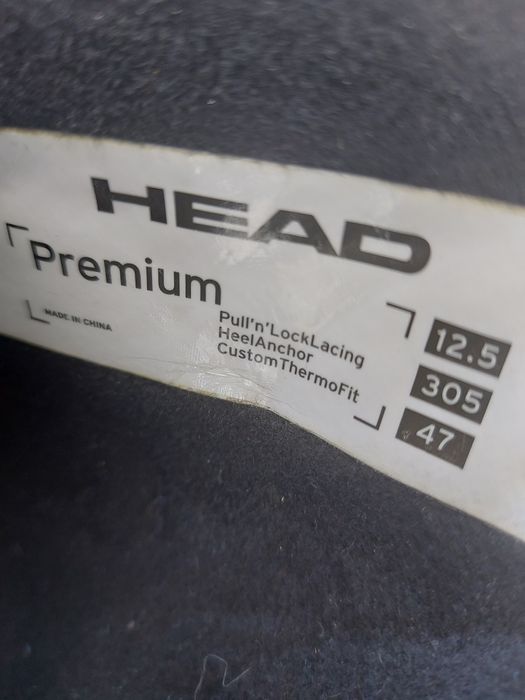 HEAD
Premium
MADE IN CHINA
Pull'n'LockLacing
HeelAnchor
CustomThermoFit
12.5
305
47